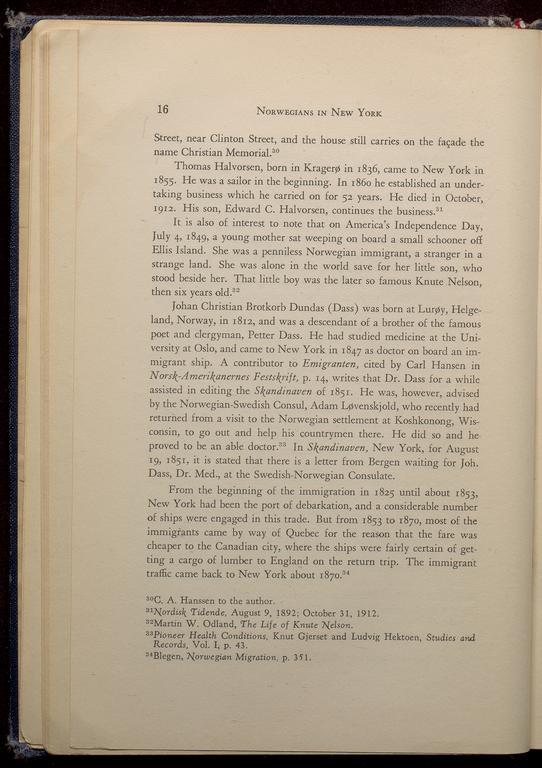 16 Norwegians in New York
Street, near Clinton Street, and the house still carries on the façade the
name Christian Memorial.³⁰
Thomas Halvorsen, born in Kragerø in 1836, came to New York in
1855. He was a sailor in the beginning. In 1860 he established an under-
taking business which he carried on for 52 years. He died in October,
1912. His son, Edward C. Halvorsen, continues the business.³¹
It is also of interest to note that on America's Independence Day,
July 4, 1849, a young mother sat weeping on board a small schooner off
Ellis Island. She was a penniless Norwegian immigrant, a stranger in a
strange land. She was alone in the world save for her little son, who
stood beside her. That little boy was the later so famous Knute Nelson,
then six years old.³²
Johan Christian Brotkorb Dundas (Dass) was born at Lurøy, Helge-
land, Norway, in 1812, and was a descendant of a brother of the famous
poet and clergyman, Petter Dass. He had studied medicine at the Uni-
versity at Oslo, and came to New York in 1847 as doctor on board an im-
migrant ship. A contributor to Emigranten, cited by Carl Hansen in
Norsk-Amerikanernes Festskrift, p. 14, writes that Dr. Dass for a while
assisted in editing the Skandinaven of 1851. He was, however, advised
by the Norwegian-Swedish Consul, Adam Løvenskjold, who recently had
returned from a visit to the Norwegian settlement at Koshkonong, Wis-
consin, to go out and help his countrymen there. He did so and he
proved to be an able doctor.³³ In Skandinaven, New York, for August
19, 1851, it is stated that there is a letter from Bergen waiting for Joh.
Dass, Dr. Med., at the Swedish-Norwegian Consulate.
From the beginning of the immigration in 1825 until about 1853,
New York had been the port of debarkation, and a considerable number
of ships were engaged in this trade. But from 1853 to 1870, most of the
immigrants came by way of Quebec for the reason that the fare was
cheaper to the Canadian city, where the ships were fairly certain of get-
ting a cargo of lumber to England on the return trip. The immigrant
traffic came back to New York about 1870.³⁴
³⁰C. A. Hanssen to the author.
³¹Nordisk Tidende, August 9, 1892; October 31, 1912.
³²Martin W. Odland, The Life of Knute Nelson.
³³Pioneer Health Conditions, Knut Gjerset and Ludvig Hektoen, Studies and
Records, Vol. I, p. 43.
³⁴Blegen, Norwegian Migration, p. 351.